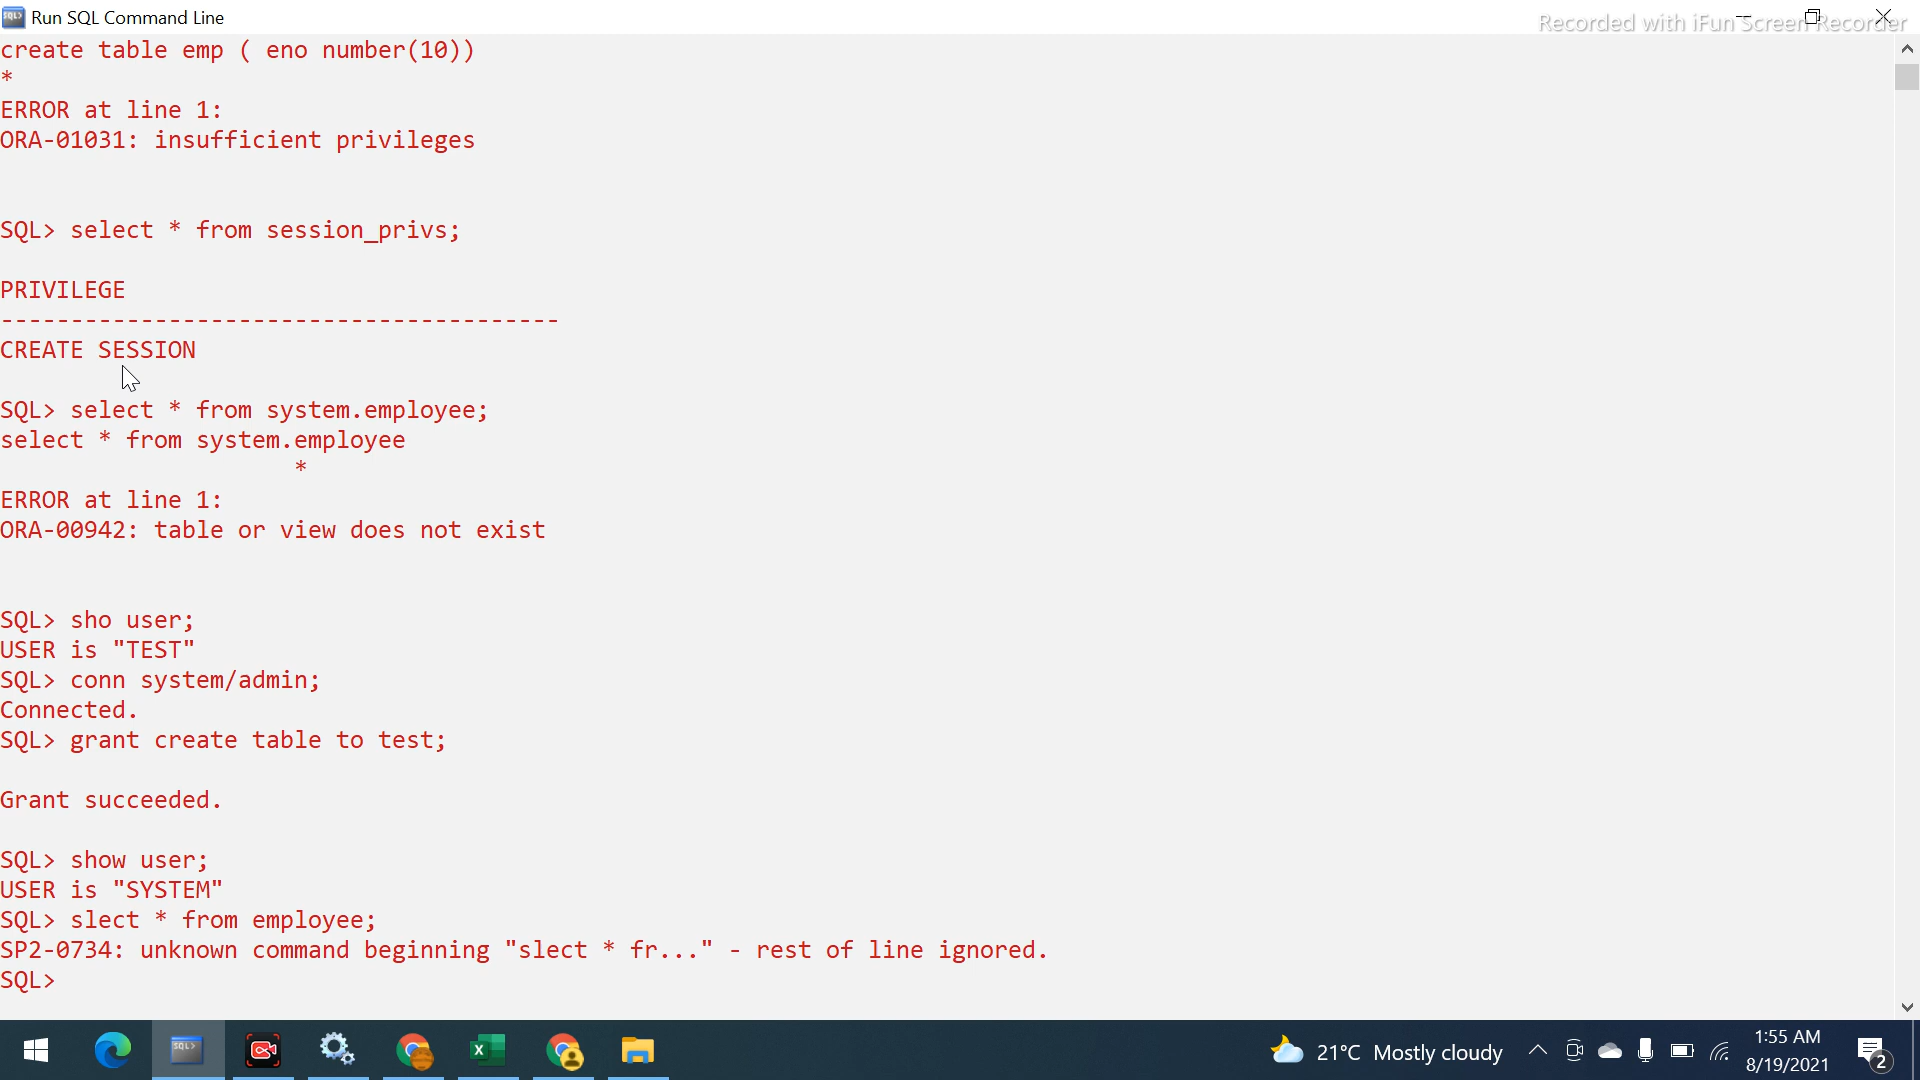 Run SQL Command Line
Recorded with iFun Screen Recorder
create table emp ( eno number(10))
*
ERROR at line 1:
ORA-01031: insufficient privileges
SQL> select * from session_privs;
PRIVILEGE
----------------------------------------
CREATE SESSION
SQL> select * from system.employee;
select * from system.employee
*
ERROR at line 1:
ORA-00942: table or view does not exist
SQL> sho user;
USER is "TEST"
SQL> conn system/admin;
Connected.
SQL> grant create table to test;
Grant succeeded.
SQL> show user;
USER is "SYSTEM"
SQL> slect * from employee;
SP2-0734: unknown command beginning "slect * fr..." - rest of line ignored.
SQL>
SQL>
21°C Mostly cloudy
1:55 AM
8/19/2021
2